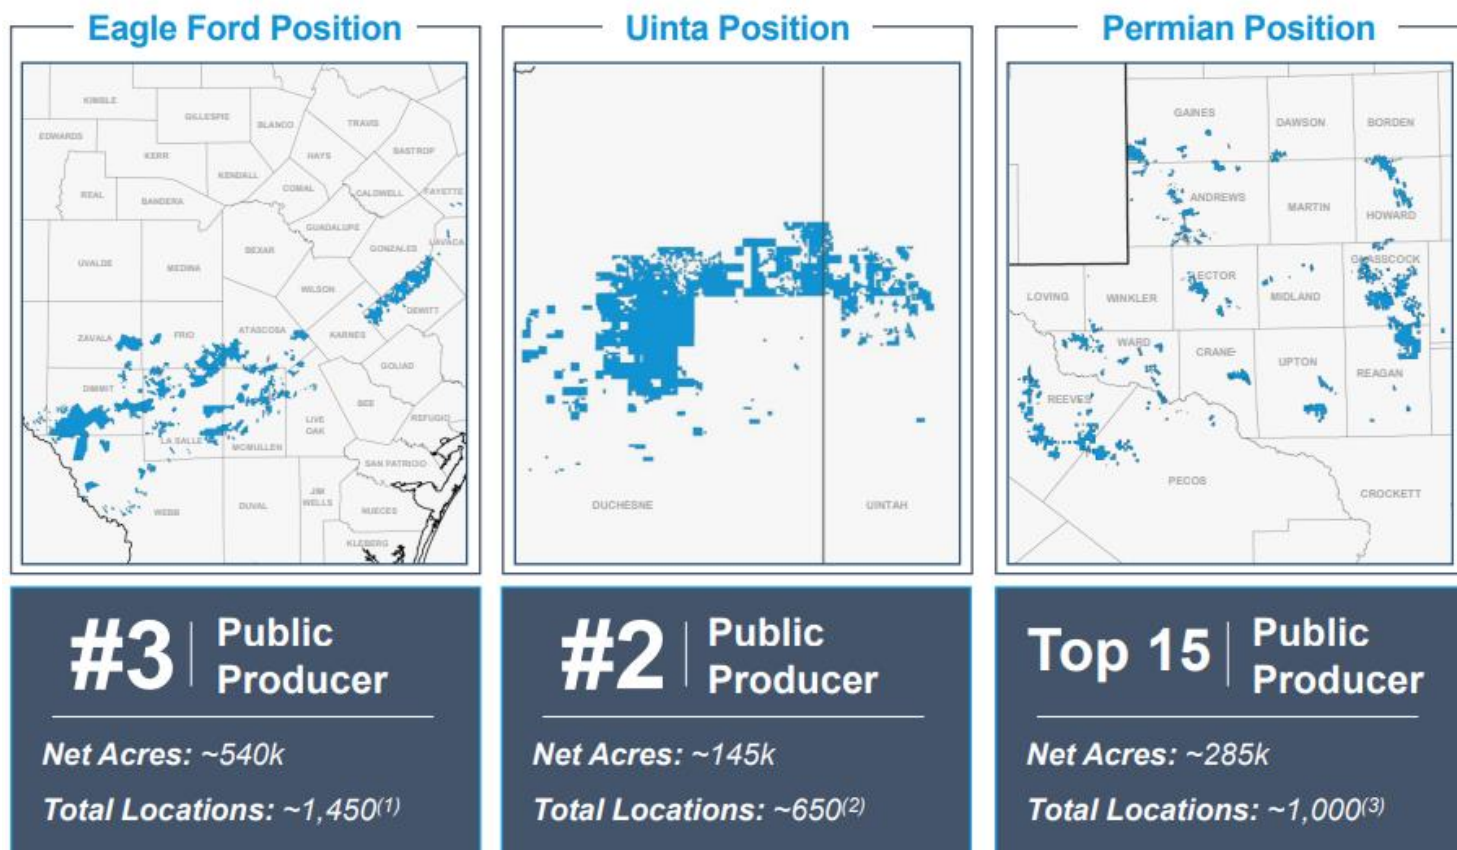 Eagle Ford Position
KIMBLE
GILLESPIE
BLANCO
TRAVIS
EDWARDS
KERR
HAYS
BASTROP
KENDALL
REAL
BANDERA
COMAL
CALDWELL
FAYETTE
GUADALUPE
UVALDE
MEDINA
BEXAR
GONZALES
LAVACA
WILSON
DEWITT
ZAVALA
FRIO
ATASCOSA
KARNES
GOLIAD
DIMMIT
BEE
LA SALLE
MCMULLEN
LIVE
OAK
REFUGIO
SAN PATRICIO
WEBB
DUVAL
JIM
WELLS
NUECES
KLEBERG
#3
Public
Producer
Net Acres: ~540k
Total Locations: ~1,450(1)
Uinta Position
DUCHESNE
UINTAH
#2
Public
Producer
Net Acres: ~145k
Total Locations: ~650(2)
Permian Position
GAINES
DAWSON
BORDEN
ANDREWS
MARTIN
HOWARD
LOVING
WINKLER
ECTOR
MIDLAND
GLASSCOCK
WARD
CRANE
UPTON
REAGAN
REEVES
PECOS
CROCKETT
Top 15
Public
Producer
Net Acres: ~285k
Total Locations: ~1,000(3)